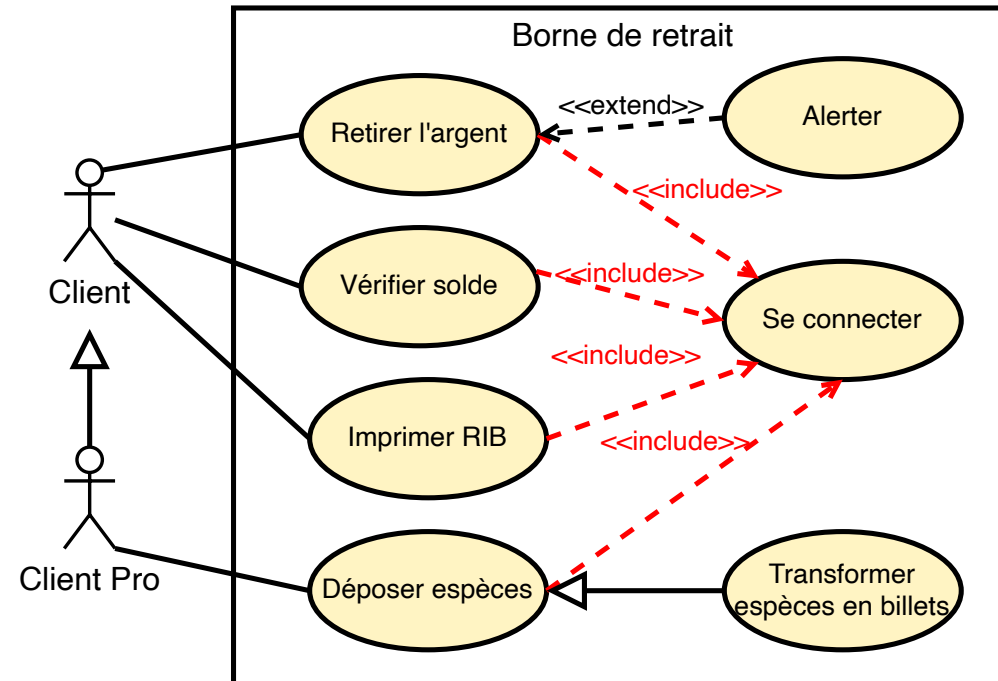 Borne de retrait
<<extend>>
Alerter
Retirer l'argent
<<include>>
Client
Vérifier solde
<<include>>
Se connecter
<<include>>
Imprimer RIB
<<include>>
Client Pro
Déposer espèces
Transformer
espèces en billets